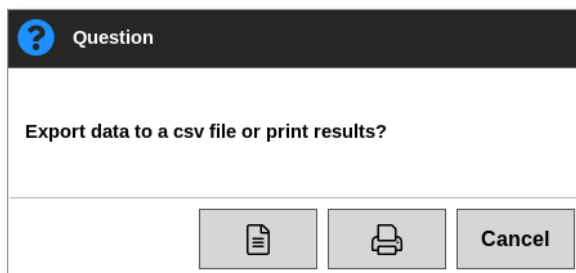 Question
Export data to a csv file or print results?
Cancel